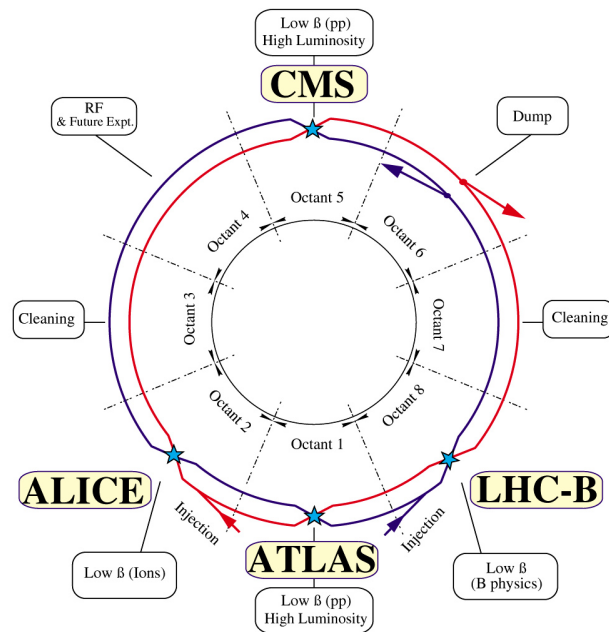 Low ß (pp)
High Luminosity
CMS
RF
& Future Expt.
Dump
Octant 5
Octant 4
Octant 6
Cleaning
Octant 3
Octant 7
Cleaning
Octant 2
Octant 8
Octant 1
ALICE
LHC-B
Injection
Injection
ATLAS
Low ß (Ions)
Low ß
(B physics)
Low ß (pp)
High Luminosity